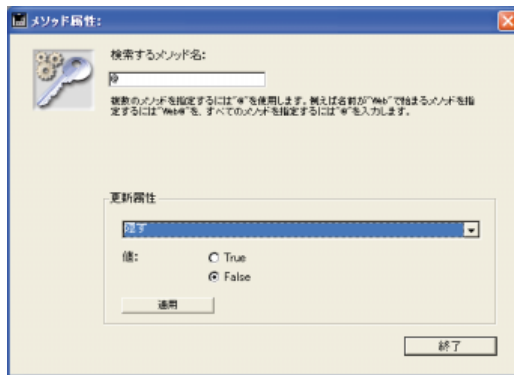 メソッド属性:
検索するメソッド名:
@
複数のメソッドを指定するには"@"を使用します。例えば名前が"Web"で始まるメソッドを指
定するには"Web@"を、すべてのメソッドを指定するには"@"を入力します。
更新属性
隠す
値:
True
False
適用
終了